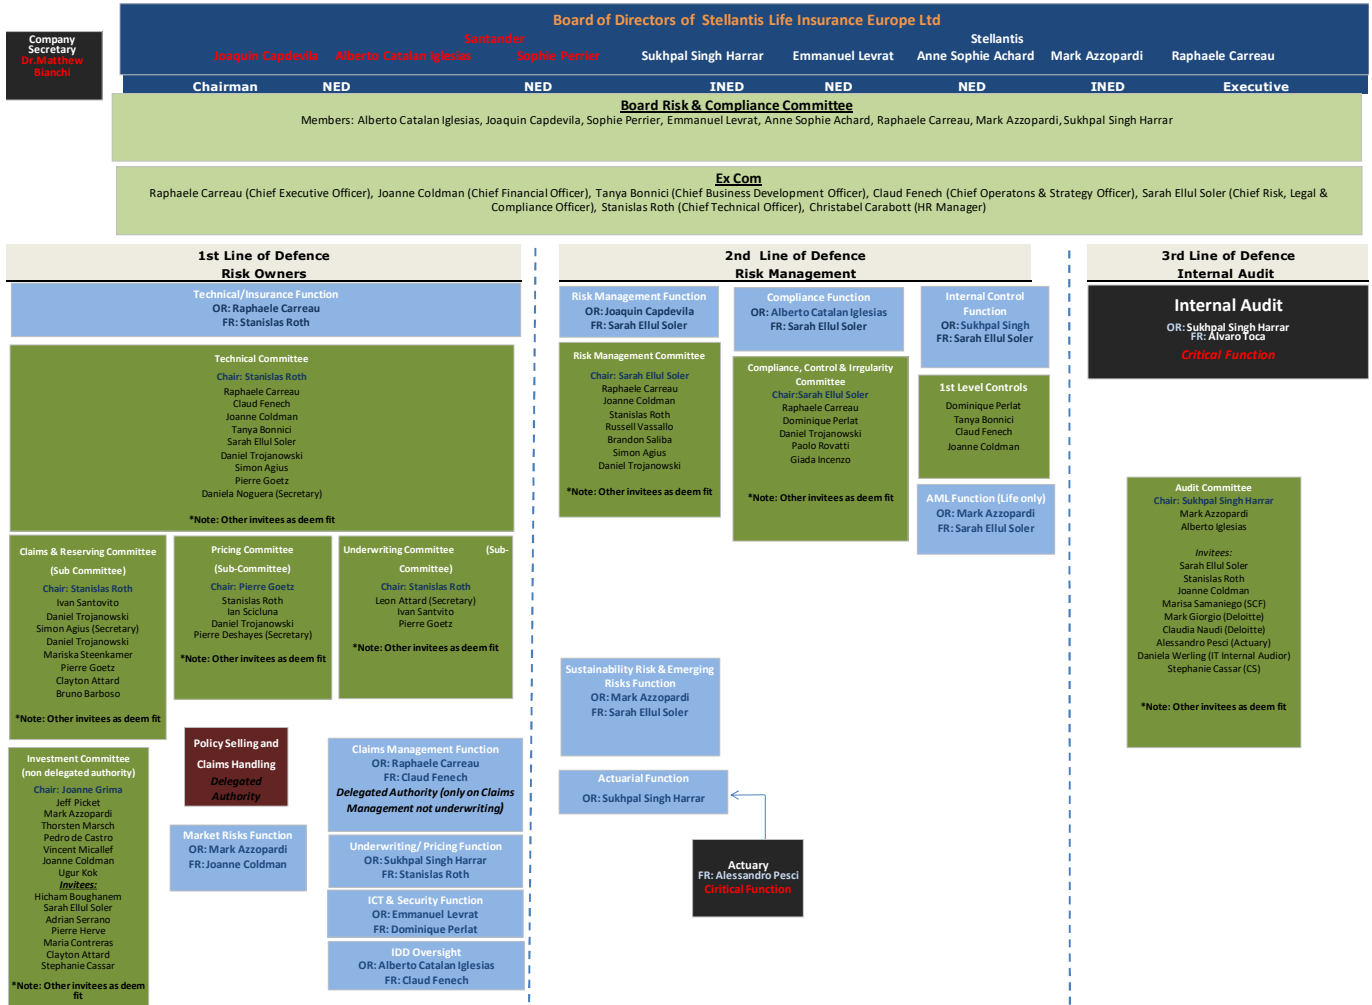 Board of Directors of Stellantis Life Insurance Europe Ltd
Company
Secretary
Dr.Matthew
Bianchi
Santander
Stellantis
Joaquin Capdevila Alberto Catalan Iglesias Sophie Perrier Sukhpal Singh Harrar Emmanuel Levrat Anne Sophie Achard Mark Azzopardi Raphaele Carreau
Chairman NED NED INED NED NED INED Executive
Board Risk & Compliance Committee
Members: Alberto Catalan Iglesias, Joaquin Capdevila, Sophie Perrier, Emmanuel Levrat, Anne Sophie Achard, Raphaele Carreau, Mark Azzopardi, Sukhpal Singh Harrar
Ex Com
Raphaele Carreau (Chief Executive Officer), Joanne Coldman (Chief Financial Officer), Tanya Bonnici (Chief Business Development Officer), Claud Fenech (Chief Operatons & Strategy Officer), Sarah Ellul Soler (Chief Risk, Legal &
Compliance Officer), Stanislas Roth (Chief Technical Officer), Christabel Carabott (HR Manager)
1st Line of Defence
Risk Owners
Technical/Insurance Function
OR: Raphaele Carreau
FR: Stanislas Roth
Technical Committee
Chair: Stanislas Roth
Raphaele Carreau
Claud Fenech
Joanne Coldman
Tanya Bonnici
Sarah Ellul Soler
Daniel Trojanowski
Simon Agius
Pierre Goetz
Daniela Noguera (Secretary)
*Note: Other invitees as deem fit
Claims & Reserving Committee
(Sub Committee)
Chair: Stanislas Roth
Ivan Santovito
Daniel Trojanowski
Simon Agius (Secretary)
Daniel Trojanowski
Mariska Steenkamer
Pierre Goetz
Clayton Attard
Bruno Barboso
*Note: Other invitees as deem fit
Pricing Committee
(Sub-Committee)
Chair: Pierre Goetz
Stanislas Roth
Ian Scicluna
Daniel Trojanowski
Pierre Deshayes (Secretary)
*Note: Other invitees as deem fit
Underwriting Committee (Sub-
Committee)
Chair: Stanislas Roth
Leon Attard (Secretary)
Ivan Santvito
Pierre Goetz
*Note: Other invitees as deem fit
Investment Committee
(non delegated authority)
Chair: Joanne Grima
Jeff Picket
Mark Azzopardi
Thorsten Marsch
Pedro de Castro
Vincent Micallef
Joanne Coldman
Ugur Kok
Invitees:
Hicham Boughanem
Sarah Ellul Soler
Adrian Serrano
Pierre Herve
Maria Contreras
Clayton Attard
Stephanie Cassar
*Note: Other invitees as deem
fit
Policy Selling and
Claims Handling
Delegated
Authority
Market Risks Function
OR: Mark Azzopardi
FR: Joanne Coldman
Claims Management Function
OR: Raphaele Carreau
FR: Claud Fenech
Delegated Authority (only on Claims
Management not underwriting)
Underwriting/ Pricing Function
OR: Sukhpal Singh Harrar
FR: Stanislas Roth
ICT & Security Function
OR: Emmanuel Levrat
FR: Dominique Perlat
IDD Oversight
OR: Alberto Catalan Iglesias
FR: Claud Fenech
2nd Line of Defence
Risk Management
Risk Management Function
OR: Joaquin Capdevila
FR: Sarah Ellul Soler
Risk Management Committee
Chair: Sarah Ellul Soler
Raphaele Carreau
Joanne Coldman
Stanislas Roth
Russell Vassallo
Brandon Saliba
Simon Agius
Daniel Trojanowski
*Note: Other invitees as deem fit
Compliance Function
OR: Alberto Catalan Iglesias
FR: Sarah Ellul Soler
Compliance, Control & Irrgularity
Committee
Chair:Sarah Ellul Soler
Raphaele Carreau
Dominique Perlat
Daniel Trojanowski
Paolo Rovatti
Giada Incenzo
*Note: Other invitees as deem fit
Internal Control
Function
OR: Sukhpal Singh
FR: Sarah Ellul Soler
1st Level Controls
Dominique Perlat
Tanya Bonnici
Claud Fenech
Joanne Coldman
AML Function (Life only)
OR: Mark Azzopardi
FR: Sarah Ellul Soler
Sustainability Risk & Emerging
Risks Function
OR: Mark Azzopardi
FR: Sarah Ellul Soler
Actuarial Function
OR: Sukhpal Singh Harrar
Actuary
FR: Alessandro Pesci
Ciritical Function
3rd Line of Defence
Internal Audit
Internal Audit
OR: Sukhpal Singh Harrar
FR: Alvaro Toca
Critical Function
Audit Committee
Chair: Sukhpal Singh Harrar
Mark Azzopardi
Alberto Iglesias
Invitees:
Sarah Ellul Soler
Stanislas Roth
Joanne Coldman
Marisa Samaniego (SCF)
Mark Giorgio (Deloitte)
Claudia Naudi (Deloitte)
Alessandro Pesci (Actuary)
Daniela Werling (IT Internal Audior)
Stephanie Cassar (CS)
*Note: Other invitees as deem fit